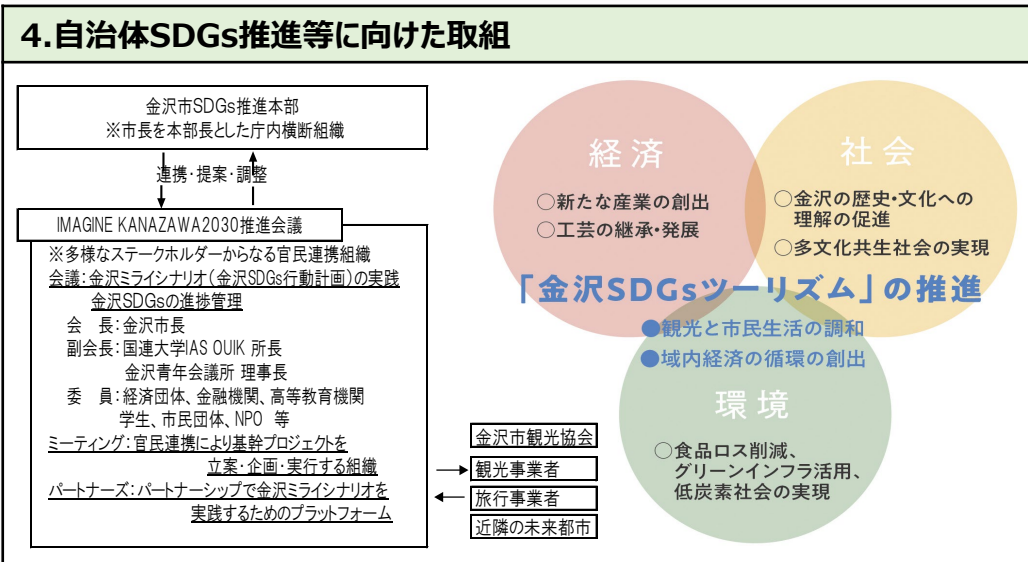 4.自治体SDGs推進等に向けた取組
金沢市SDGs推進本部
※市長を本部長とした庁内横断組織
連携・提案・調整
IMAGINE KANAZAWA2030推進会議
※多様なステークホルダーからなる官民連携組織
会議：金沢ミライシナリオ（金沢SDGs行動計画）の実践
金沢SDGsの進捗管理
会　長：金沢市長
副会長：国連大学IAS OUIK 所長
金沢青年会議所 理事長
委　員：経済団体、金融機関、高等教育機関
学生、市民団体、NPO 等
ミーティング：官民連携により基幹プロジェクトを
立案・企画・実行する組織
パートナーズ：パートナーシップで金沢ミライシナリオを
実践するためのプラットフォーム
金沢市観光協会
観光事業者
旅行事業者
近隣の未来都市
経済
○新たな産業の創出
○工芸の継承・発展
社会
○金沢の歴史・文化への
理解の促進
○多文化共生社会の実現
「金沢SDGsツーリズム」の推進
●観光と市民生活の調和
●域内経済の循環の創出
環境
○食品ロス削減、
グリーンインフラ活用、
低炭素社会の実現